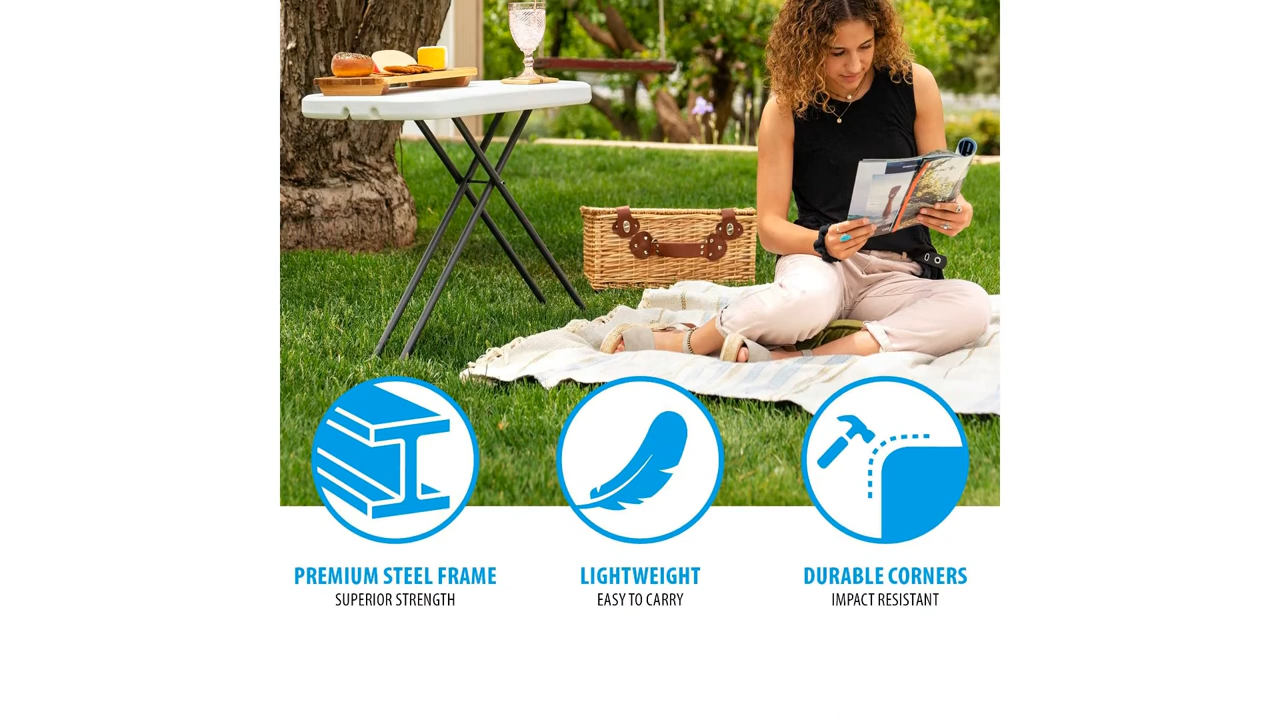 PREMIUM STEEL FRAME
SUPERIOR STRENGTH
LIGHTWEIGHT
EASY TO CARRY
DURABLE CORNERS
IMPACT RESISTANT